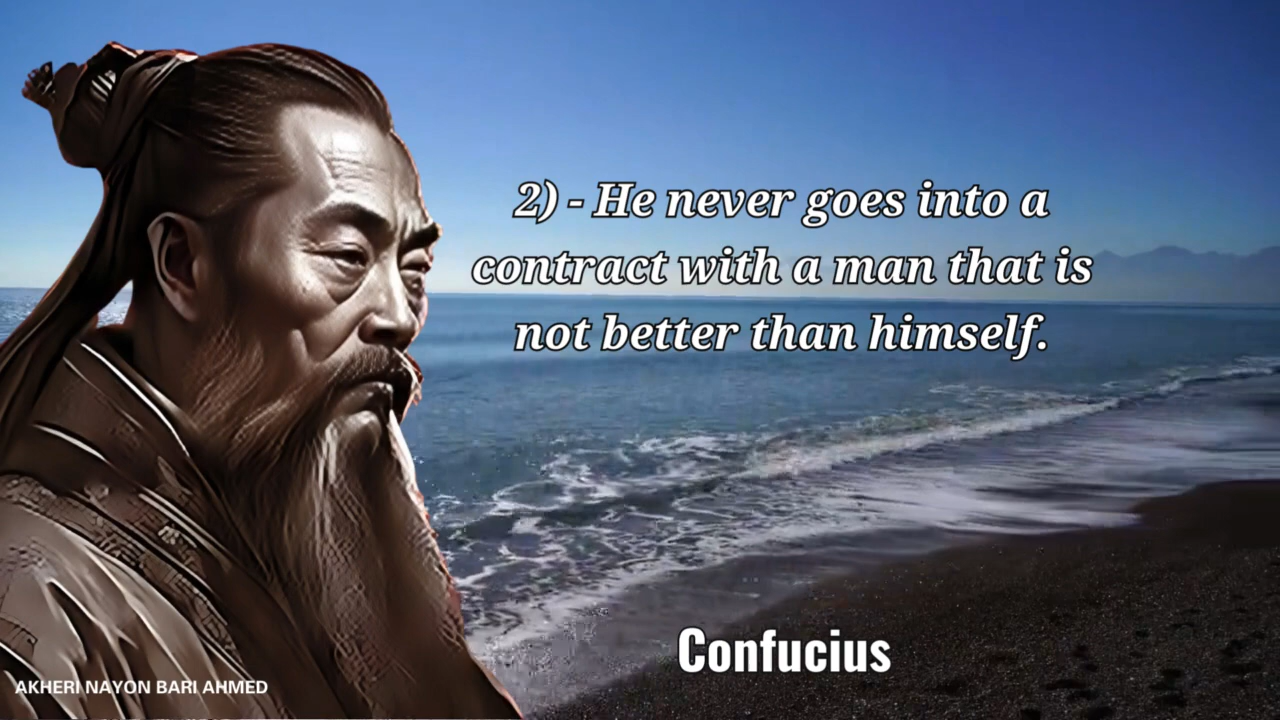 2) - He never goes into a
contract with a man that is
not better than himself.
Confucius
AKHERI NAYON BARI AHMED